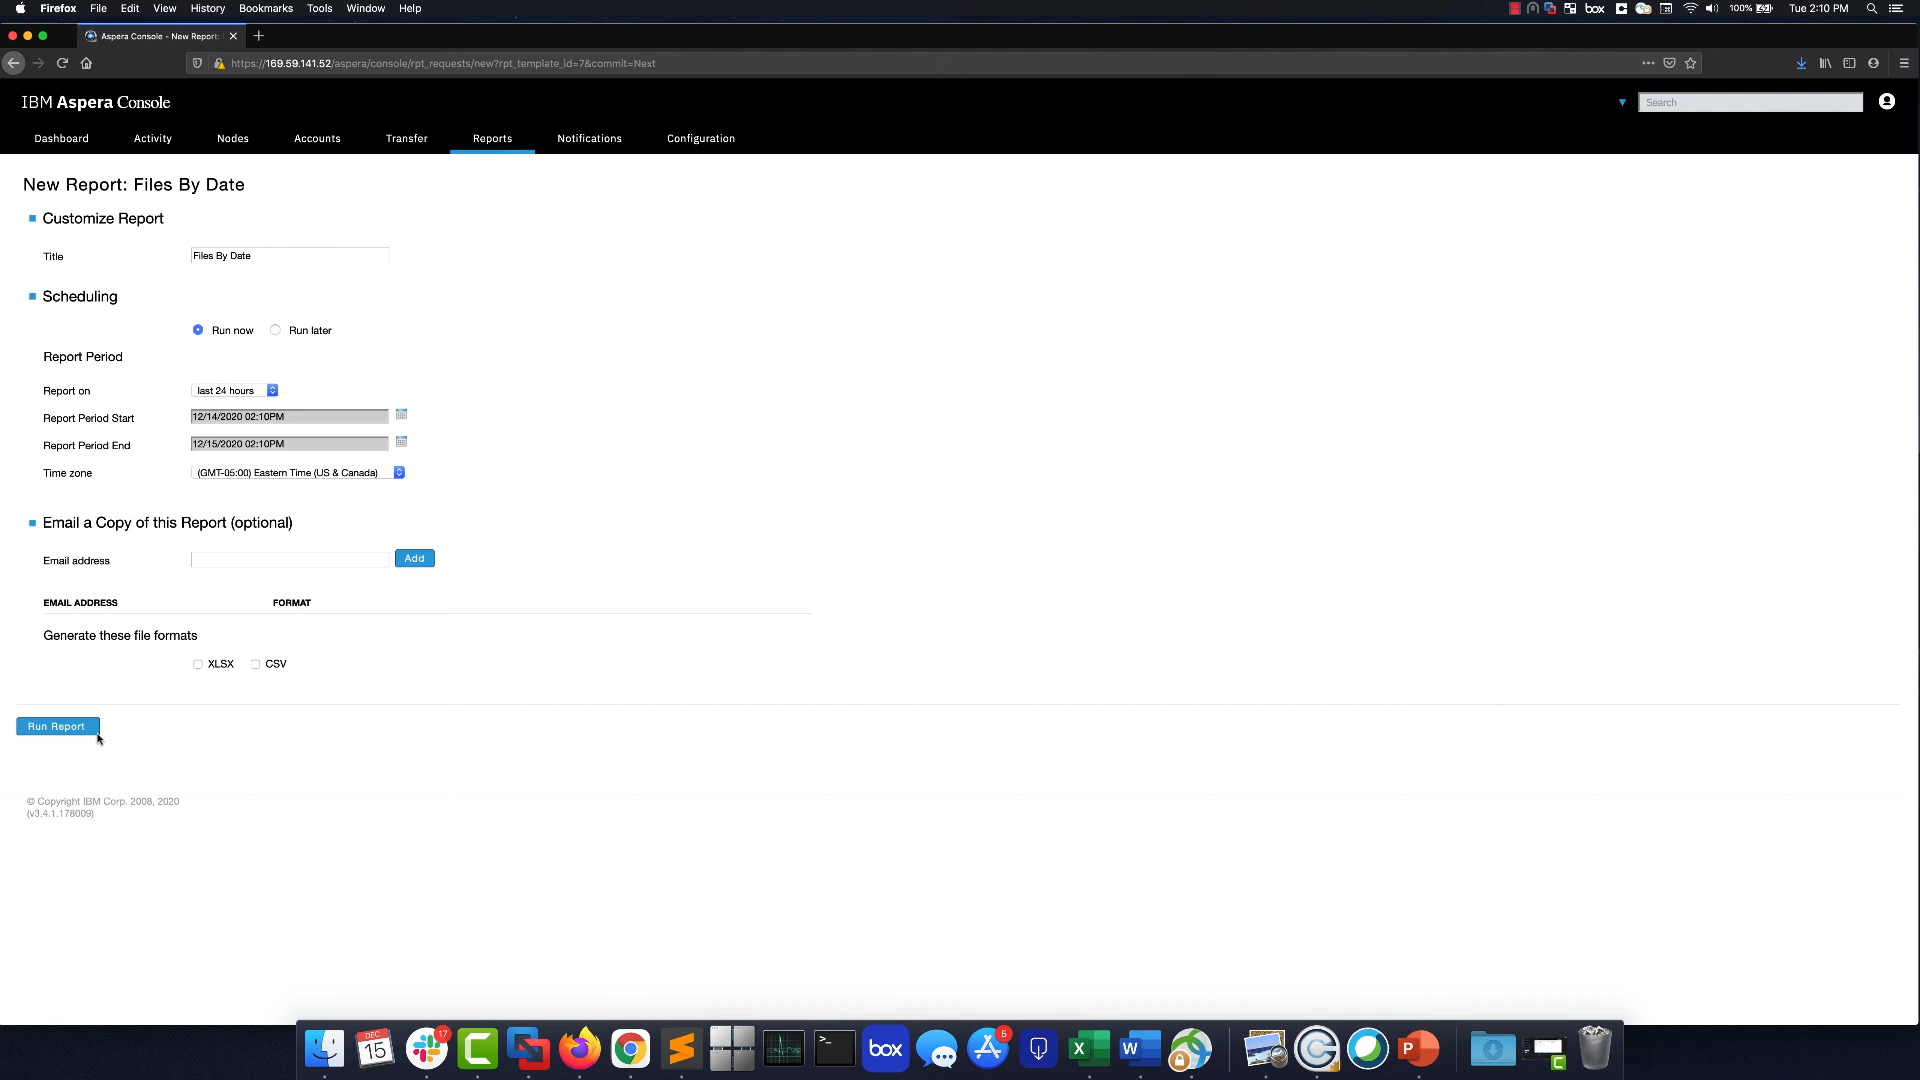 Firefox File Edit View History Bookmarks Tools Window Help
box 100% Tue 2:10 PM
Aspera Console - New Report:
https://169.59.141.52/aspera/console/rpt_requests/new?rpt_template_id=7&commit=Next
IBM Aspera Console
Search
Dashboard Activity Nodes Accounts Transfer Reports Notifications Configuration
New Report: Files By Date
Customize Report
Title Files By Date
Scheduling
Run now Run later
Report Period
Report on last 24 hours
Report Period Start 12/14/2020 02:10PM
Report Period End 12/15/2020 02:10PM
Time zone (GMT-05:00) Eastern Time (US & Canada)
Email a Copy of this Report (optional)
Email address Add
EMAIL ADDRESS FORMAT
Generate these file formats
XLSX CSV
Run Report
© Copyright IBM Corp. 2008, 2020
(v3.4.1.178009)
DEC
15
17
>_
box
5
X
W
P